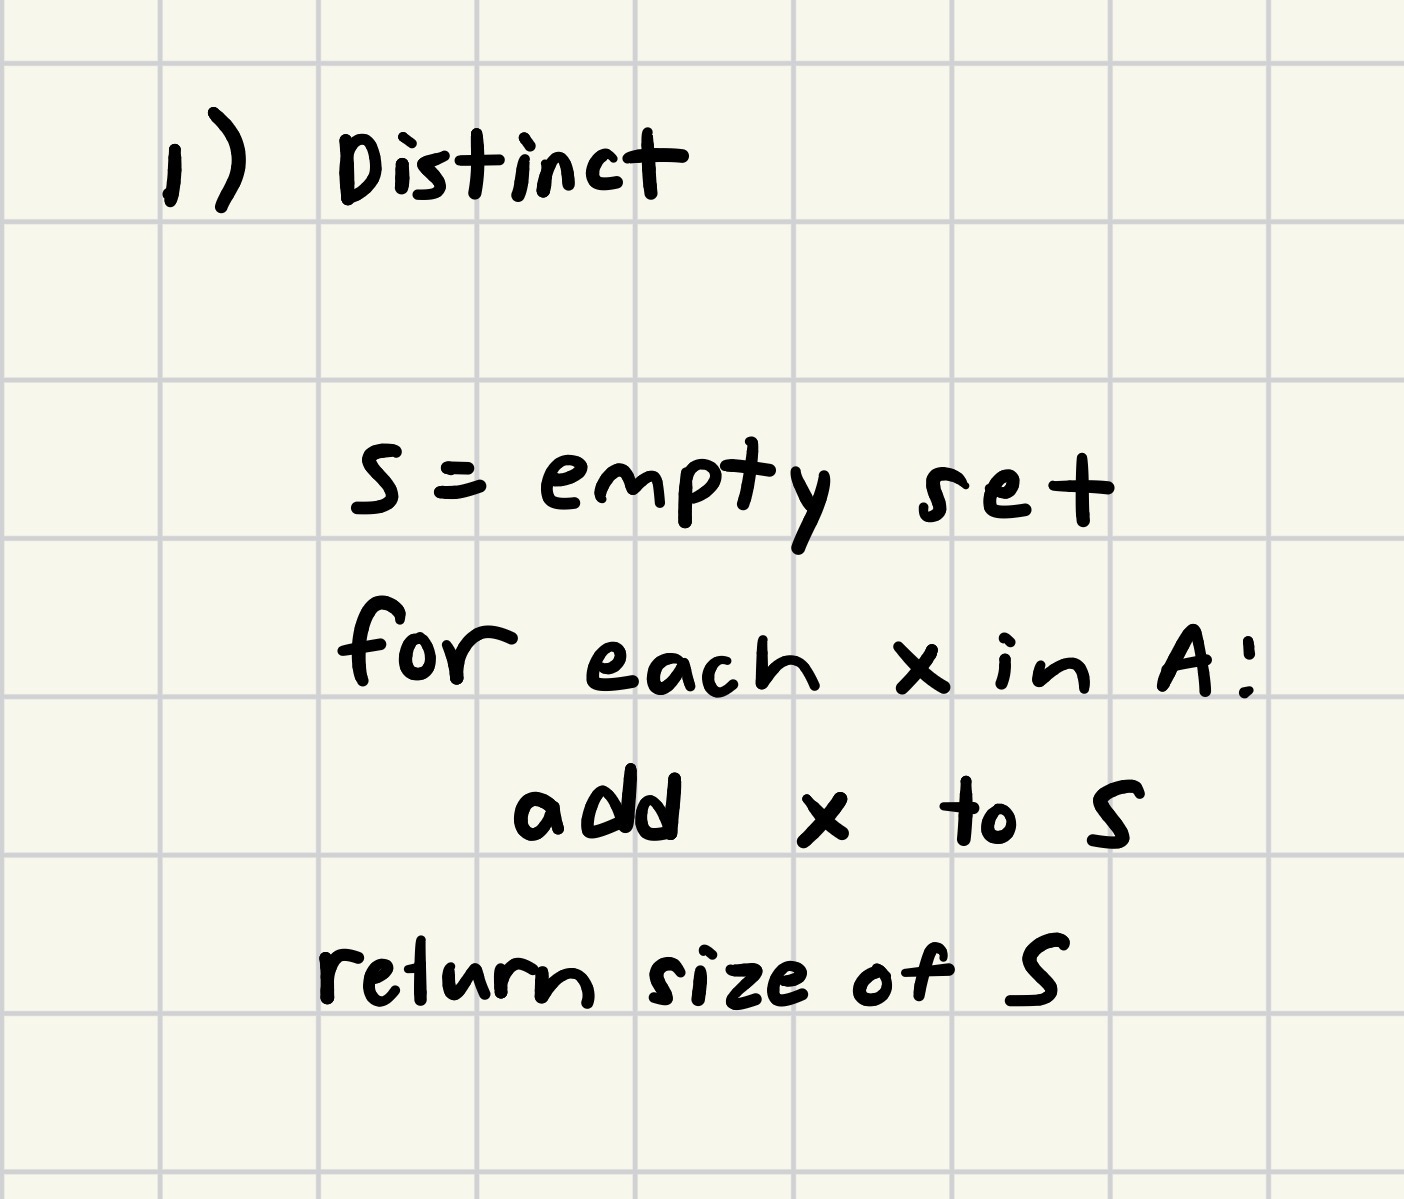 1) Distinct
S = empty set
for each x in A:
add x to S
return size of S